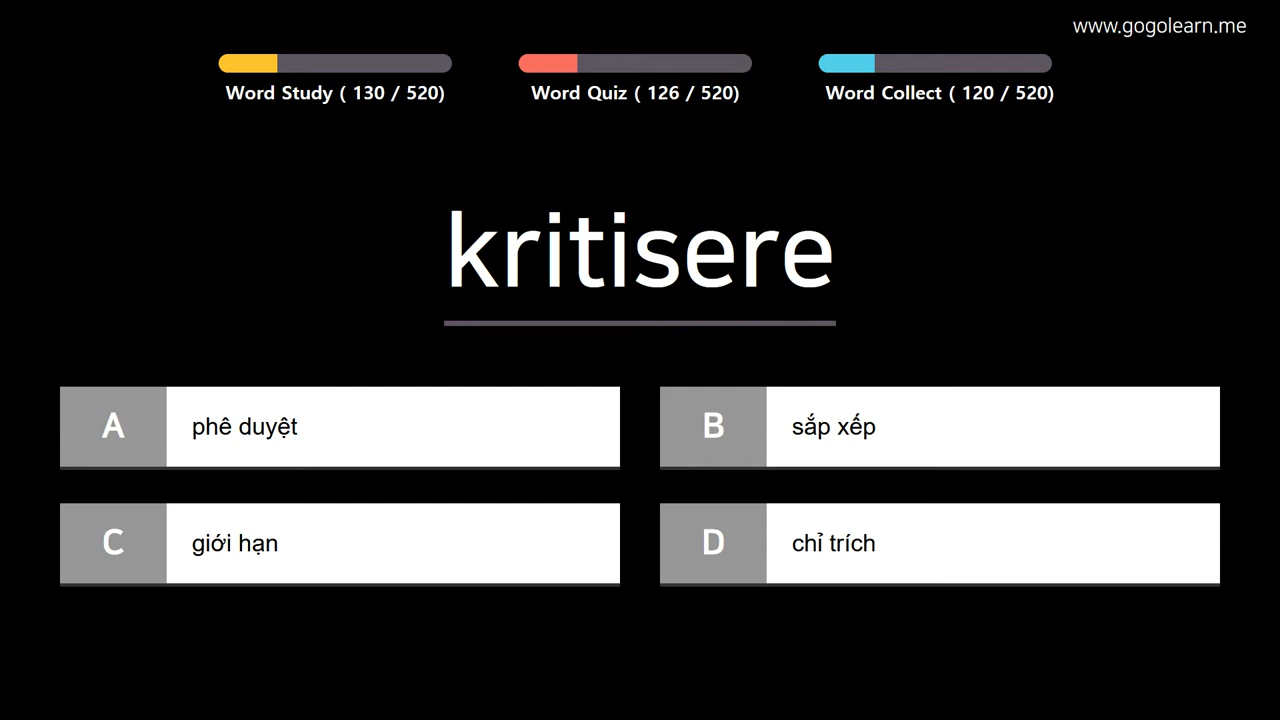 www.gogolearn.me
Word Study ( 130 / 520)
Word Quiz ( 126 / 520)
Word Collect ( 120 / 520)
kritisere
A phê duyệt
B sắp xếp
C giới hạn
D chỉ trích